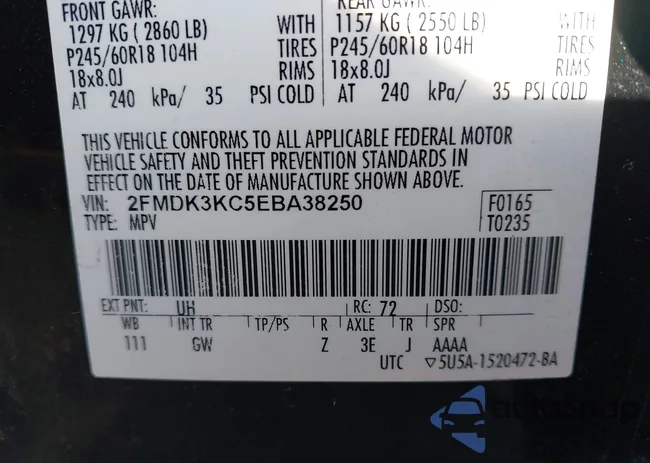 FRONT GAWR:
1297 KG ( 2860 LB) WITH
P245/60R18 104H TIRES
18x8.0J RIMS
AT 240 kPa/ 35 PSI COLD
REAR GAWR:
1157 KG ( 2550 LB) WITH
P245/60R18 104H TIRES
18x8.0J RIMS
AT 240 kPa/ 35 PSI COLD
THIS VEHICLE CONFORMS TO ALL APPLICABLE FEDERAL MOTOR
VEHICLE SAFETY AND THEFT PREVENTION STANDARDS IN
EFFECT ON THE DATE OF MANUFACTURE SHOWN ABOVE.
VIN: 2FMDK3KC5EBA38250 F0165
TYPE: MPV T0235
EXT PNT: UH RC: 72 DSO:
WB INT TR TP/PS R AXLE TR SPR
111 GW Z 3E J AAAA
UTC ▽5U5A-1520472-BA
autoSnap